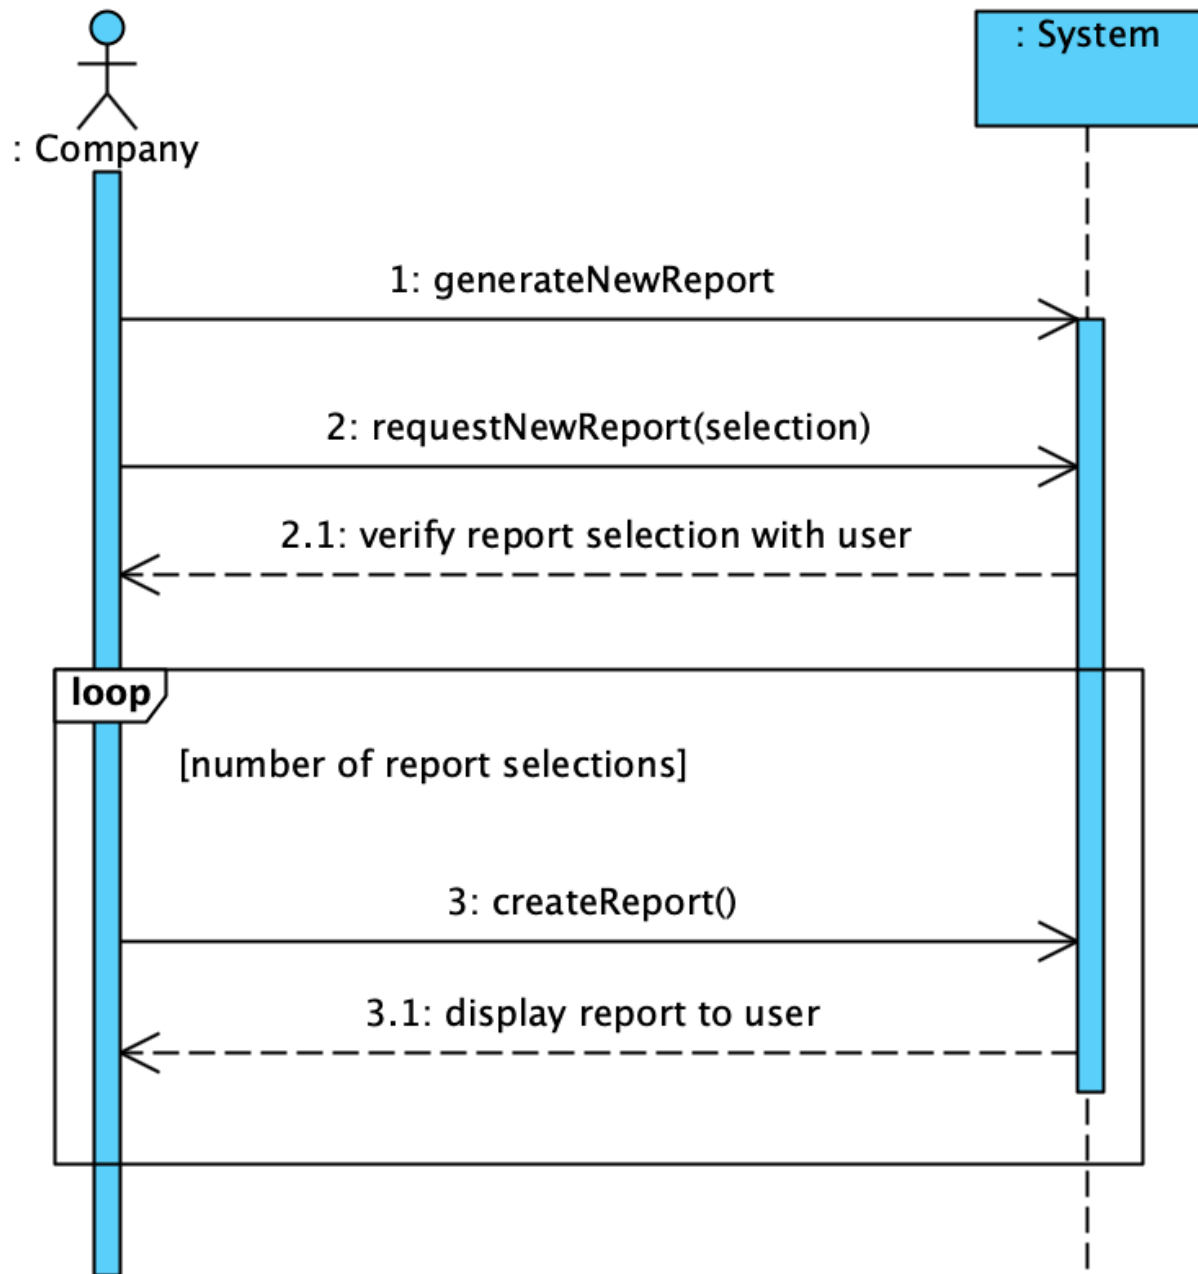 : System
: Company
1: generateNewReport
2: requestNewReport(selection)
2.1: verify report selection with user
loop
[number of report selections]
3: createReport()
3.1: display report to user